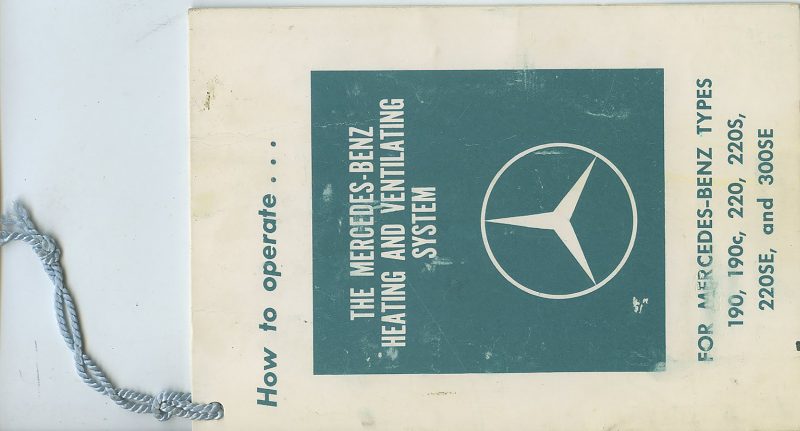 How to operate . . .
THE MERCEDES-BENZ
HEATING AND VENTILATING
SYSTEM
FOR MERCEDES-BENZ TYPES
190, 190c, 220, 220S,
220SE, and 300SE